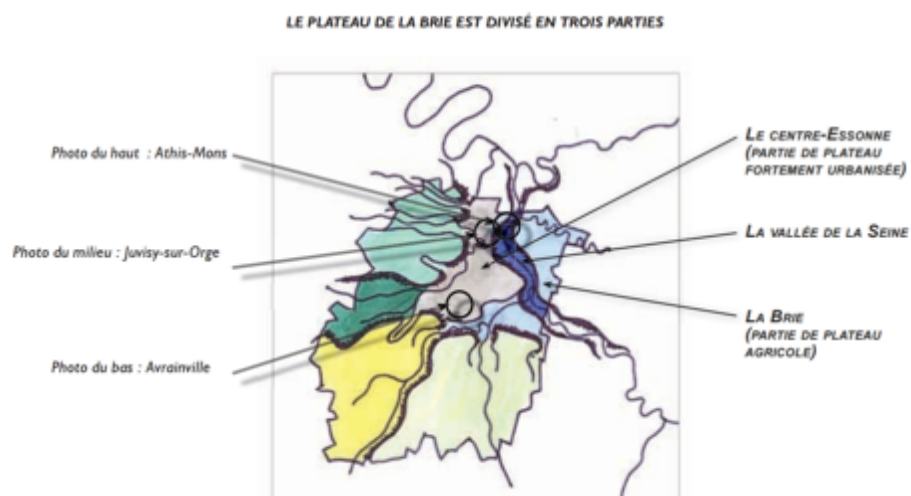 LE PLATEAU DE LA BRIE EST DIVISÉ EN TROIS PARTIES
Photo du haut : Athis-Mons
Photo du milieu : Juvisy-sur-Orge
Photo du bas : Avrainville
LE CENTRE-ESSONNE
(PARTIE DE PLATEAU
FORTEMENT URBANISÉE)
LA VALLÉE DE LA SEINE
LA BRIE
(PARTIE DE PLATEAU
AGRICOLE)